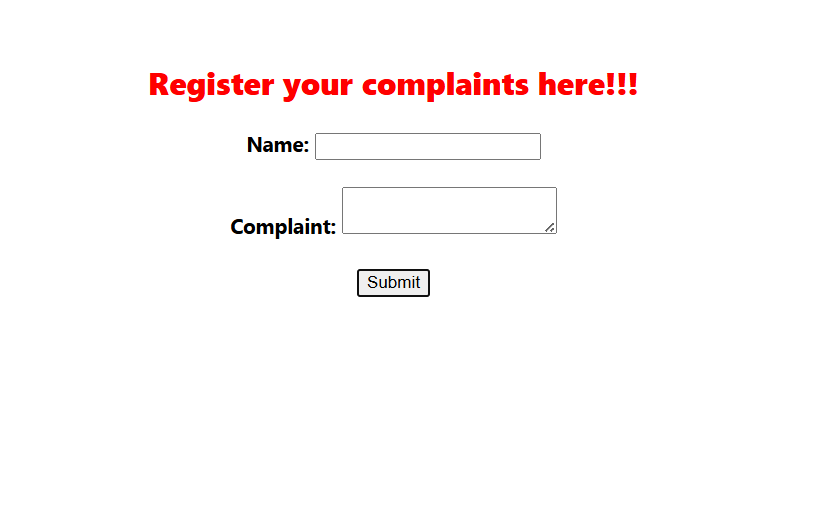 Register your complaints here!!!
Name:
Complaint:
Submit